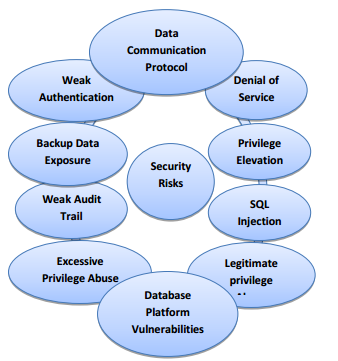 Data
Communication
Protocol
Weak
Authentication
Denial of
Service
Backup Data
Exposure
Privilege
Elevation
Security
Risks
Weak Audit
Trail
SQL
Injection
Excessive
Privilege Abuse
Legitimate
privilege
Database
Platform
Vulnerabilities